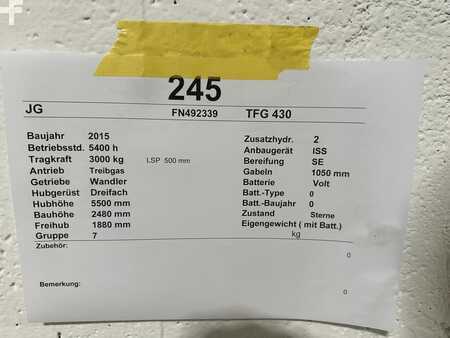 245
JG FN492339 TFG 430
Baujahr 2015
Betriebsstd. 5400 h
Tragkraft 3000 kg LSP 500 mm
Antrieb Treibgas
Getriebe Wandler
Hubgerüst Dreifach
Hubhöhe 5500 mm
Bauhöhe 2480 mm
Freihub 1880 mm
Gruppe 7
Zusatzhydr. 2
Anbaugerät ISS
Bereifung SE
Gabeln 1050 mm
Batterie Volt
Batt.-Type 0
Batt.-Baujahr 0
Zustand Sterne
Eigengewicht ( mit Batt.)
kg
Zubehör:
0
Bemerkung:
0